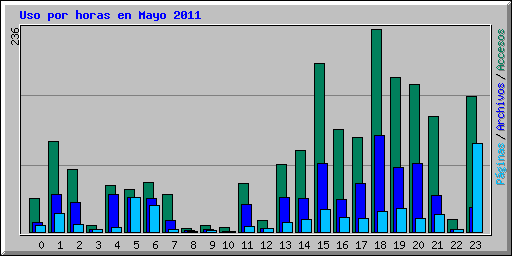 Uso por horas en Mayo 2011
236
Páginas / Archivos / Accesos
0 1 2 3 4 5 6 7 8 9 10 11 12 13 14 15 16 17 18 19 20 21 22 23